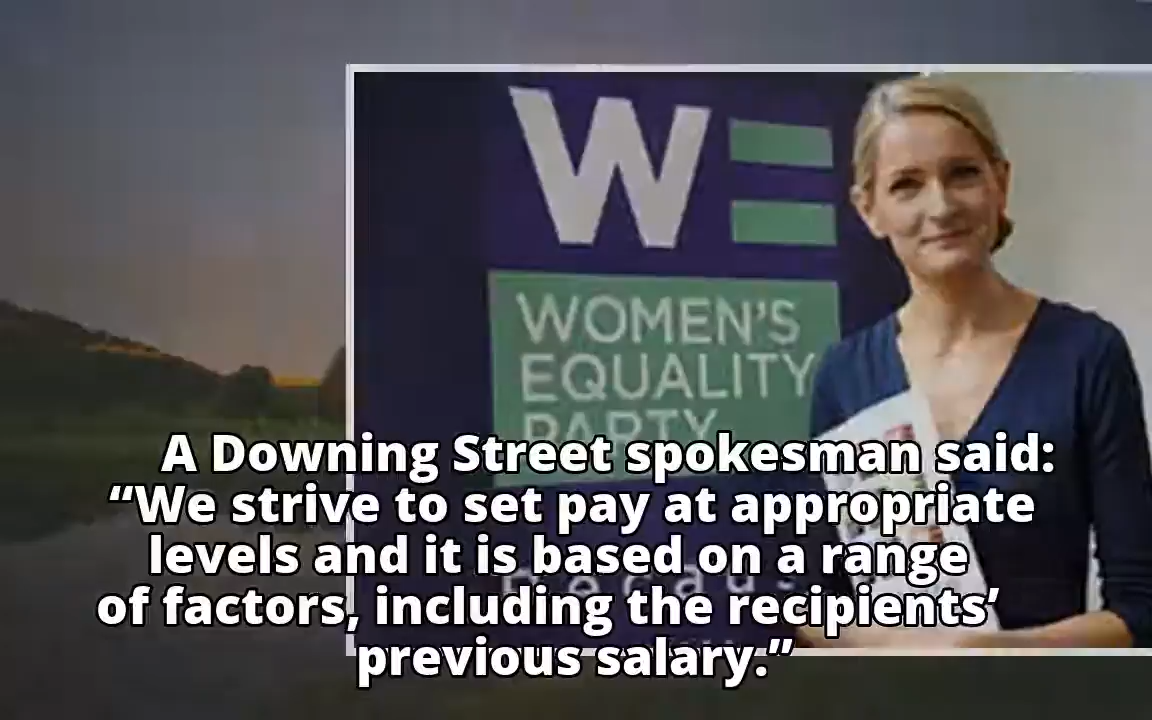 W=
WOMEN'S
EQUALITY
PARTY
A Downing Street spokesman said:
“We strive to set pay at appropriate
levels and it is based on a range
of factors, including the recipients’
previous salary.”